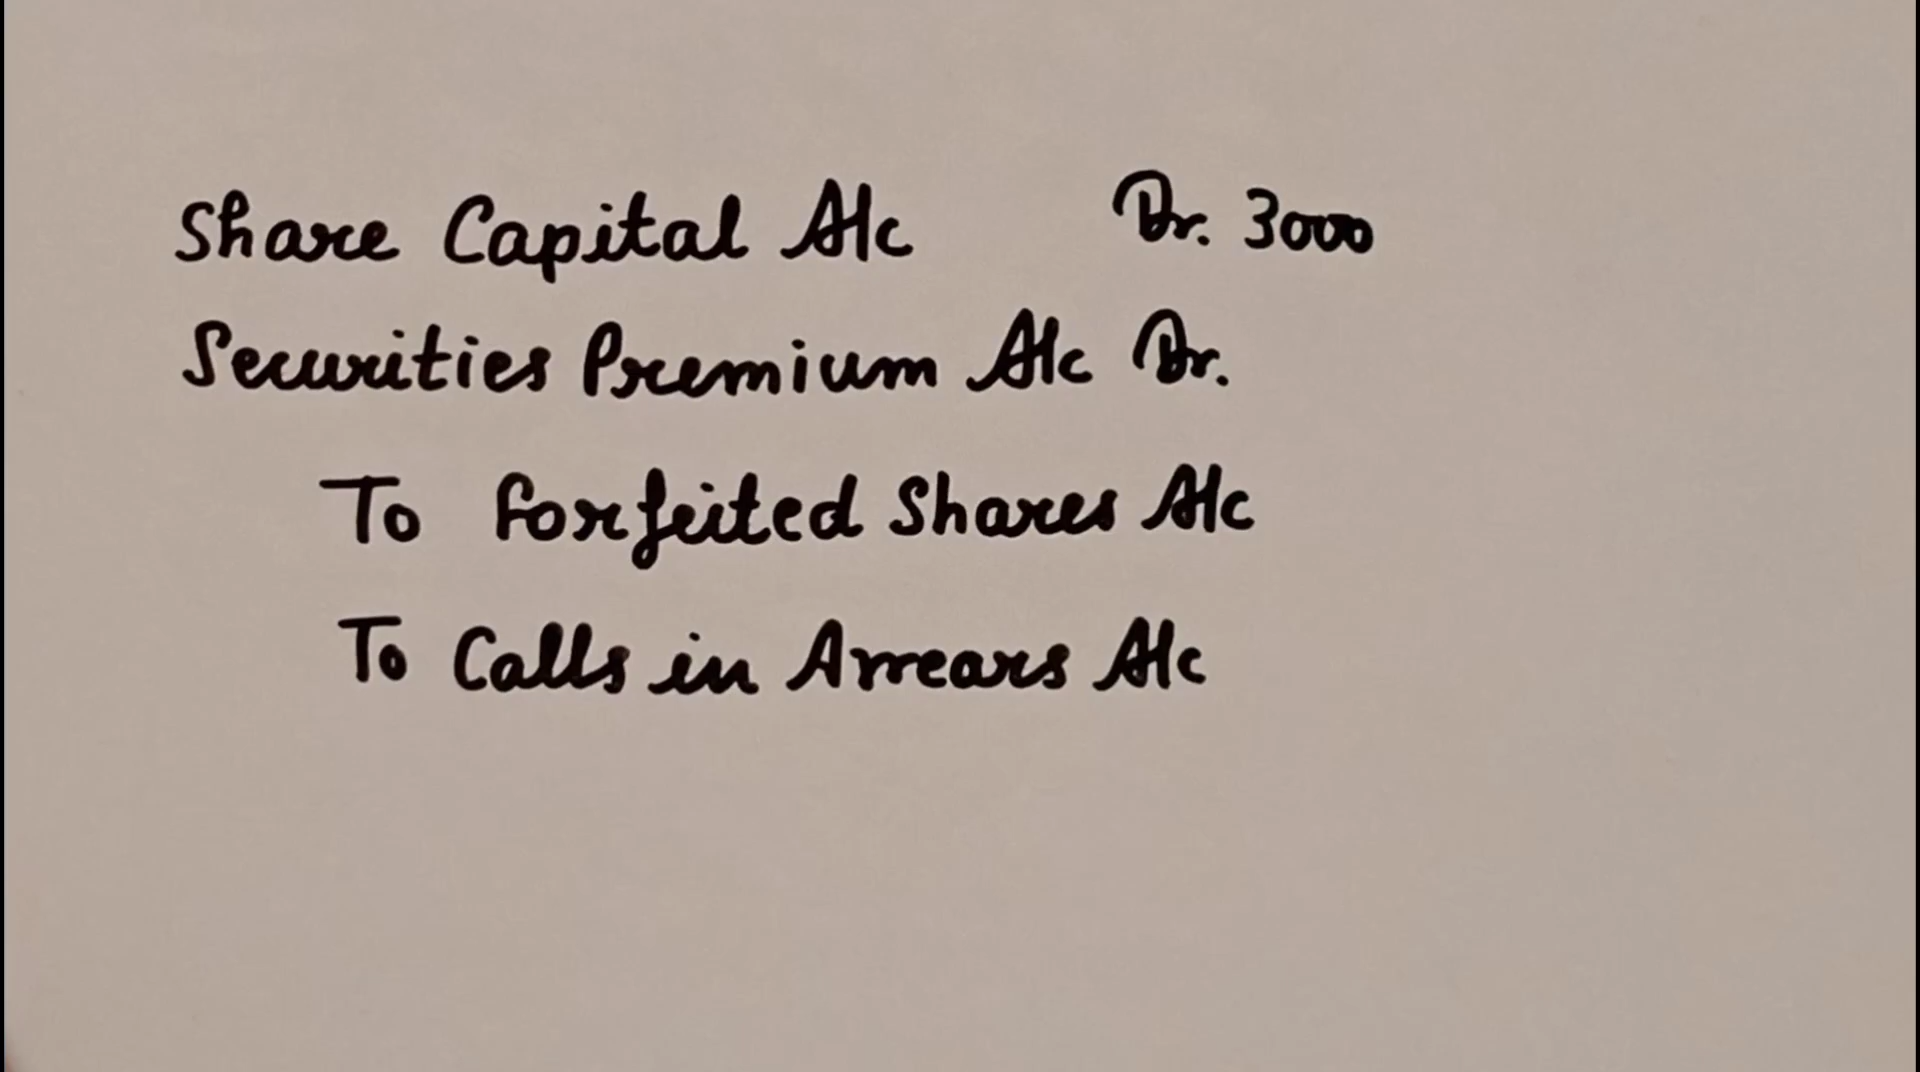 Share Capital A/c Dr. 3000
Securities Premium A/c Dr.
To forfeited Shares A/c
To Calls in Arrears A/c